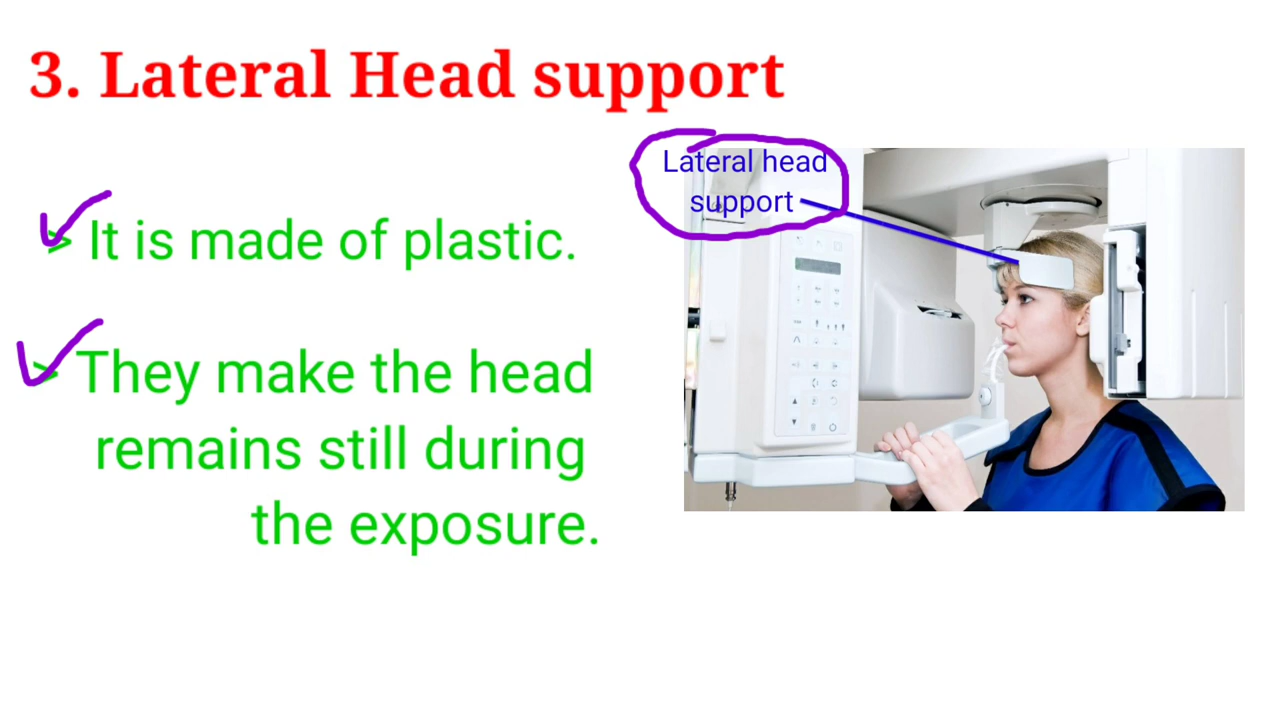 3. Lateral Head support
> It is made of plastic.
> They make the head
remains still during
the exposure.
Lateral head
support